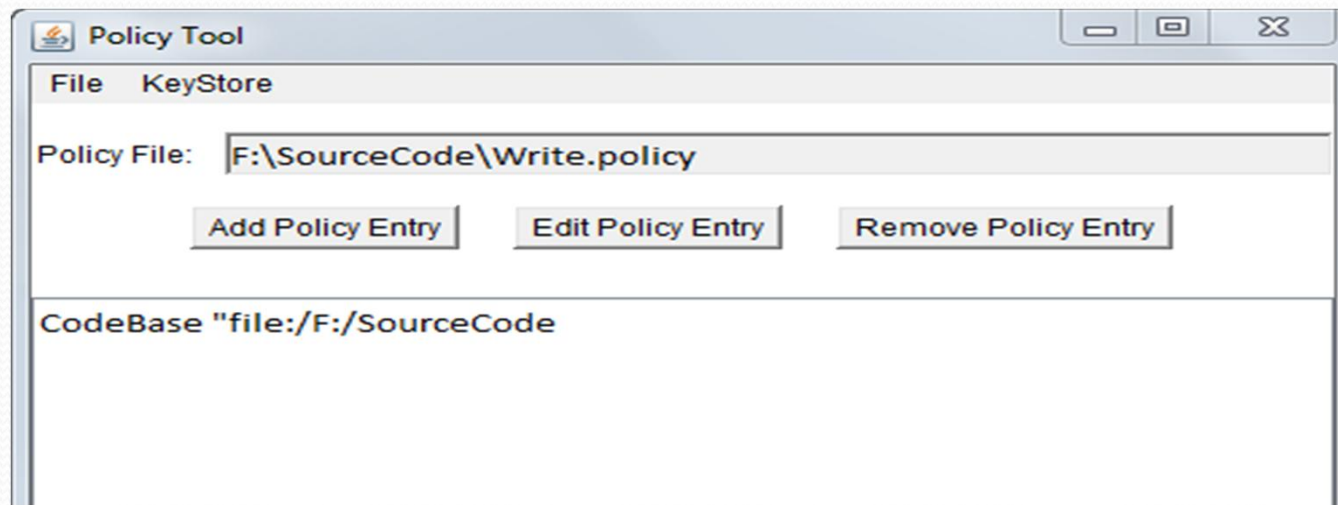 Policy Tool
File KeyStore
Policy File: F:\SourceCode\Write.policy
Add Policy Entry Edit Policy Entry Remove Policy Entry
CodeBase "file:/F:/SourceCode